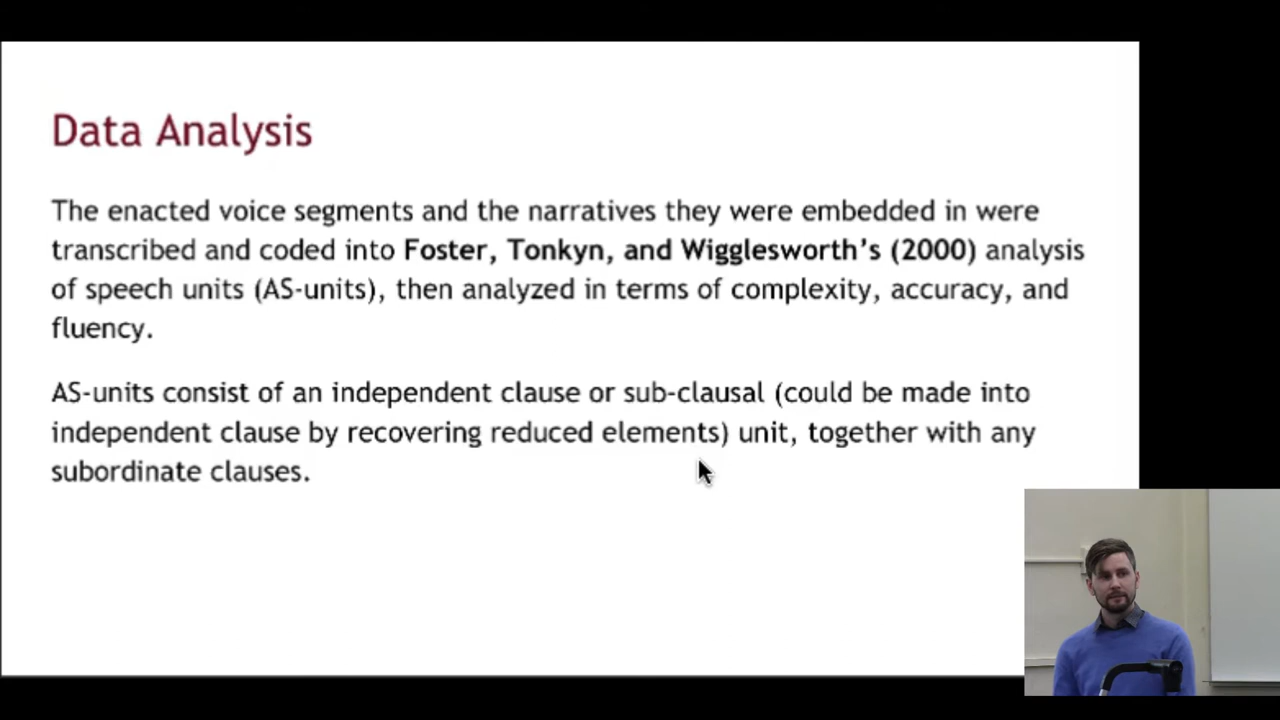 Data Analysis
The enacted voice segments and the narratives they were embedded in were
transcribed and coded into Foster, Tonkyn, and Wigglesworth's (2000) analysis
of speech units (AS-units), then analyzed in terms of complexity, accuracy, and
fluency.
AS-units consist of an independent clause or sub-clausal (could be made into
independent clause by recovering reduced elements) unit, together with any
subordinate clauses.